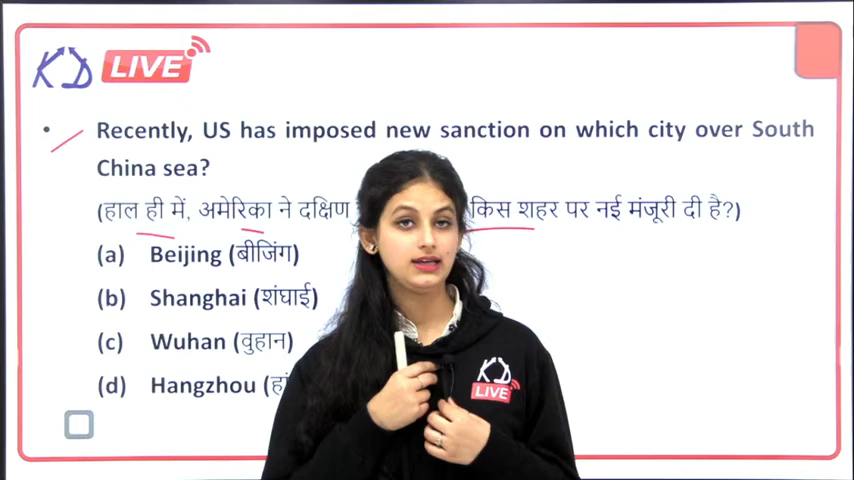 KD LIVE
• Recently, US has imposed new sanction on which city over South
China sea?
(हाल ही में, अमेरिका ने दक्षिण किस शहर पर नई मंजूरी दी है?)
(a) Beijing (बीजिंग)
(b) Shanghai (शंघाई)
(c) Wuhan (वुहान)
(d) Hangzhou
KD
LIVE